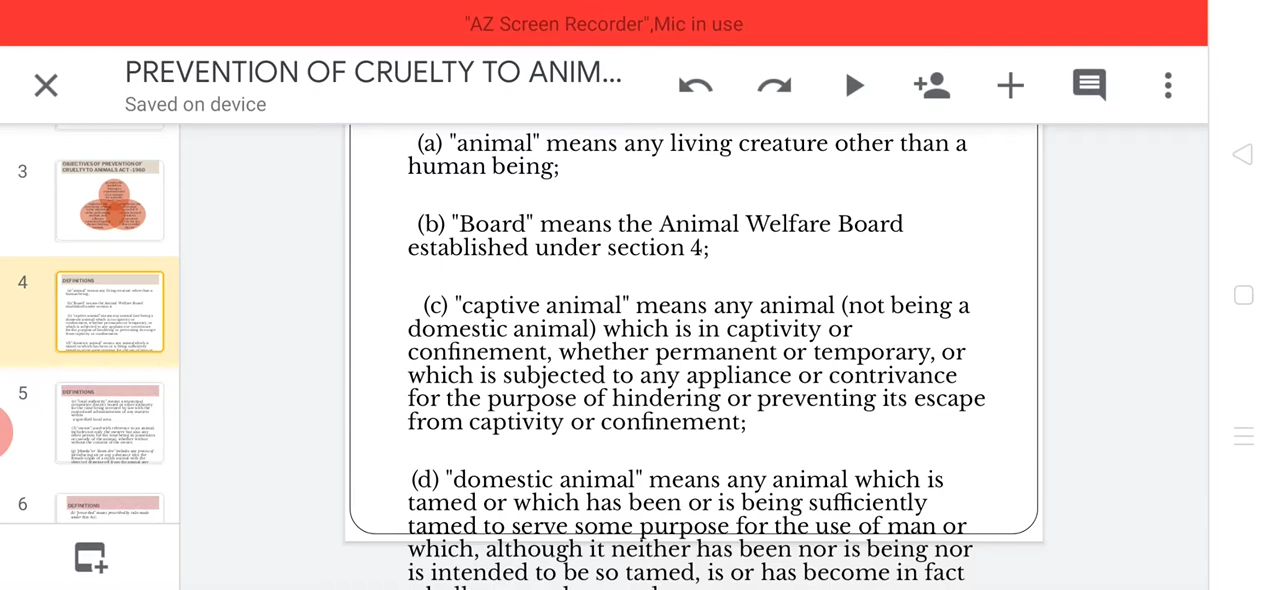 "AZ Screen Recorder",Mic in use
PREVENTION OF CRUELTY TO ANIM...
Saved on device
3
OBJECTIVES OF PREVENTION OF
CRUELTY TO ANIMALS ACT -1960
4
DEFINITIONS
5
DEFINITIONS
6
DEFINITIONS
(a) "animal" means any living creature other than a
human being;
(b) "Board" means the Animal Welfare Board
established under section 4;
(c) "captive animal" means any animal (not being a
domestic animal) which is in captivity or
confinement, whether permanent or temporary, or
which is subjected to any appliance or contrivance
for the purpose of hindering or preventing its escape
from captivity or confinement;
(d) "domestic animal" means any animal which is
tamed or which has been or is being sufficiently
tamed to serve some purpose for the use of man or
which, although it neither has been nor is being nor
is intended to be so tamed, is or has become in fact